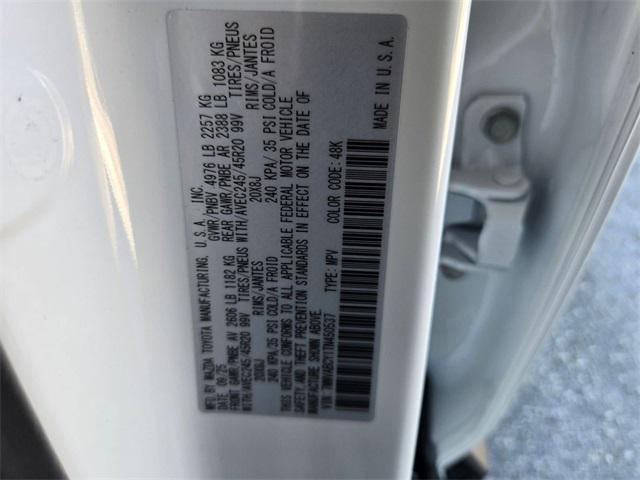 MFD. BY MAZDA TOYOTA MANUFACTURING, U.S.A., INC.
DATE: 09/25 GVWR/PNBV 4976 LB 2257 KG
FRONT GAWR/PNBE AV 2606 LB 1182 KG REAR GAWR/PNBE AR 2388 LB 1083 KG
WITH/AVEC245/45R20 99V TIRES/PNEUS WITH/AVEC245/45R20 99V TIRES/PNEUS
20X8J RIMS/JANTES 20X8J RIMS/JANTES
240 KPA/35 PSI COLD/A FROID 240 KPA/ 35 PSI COLD/A FROID
THIS VEHICLE CONFORMS TO ALL APPLICABLE FEDERAL MOTOR VEHICLE
SAFETY AND THEFT PREVENTION STANDARDS IN EFFECT ON THE DATE OF
MANUFACTURE SHOWN ABOVE.
VIN: TYPE: MPV
COLOR CODE: 48K MADE IN U.S.A.